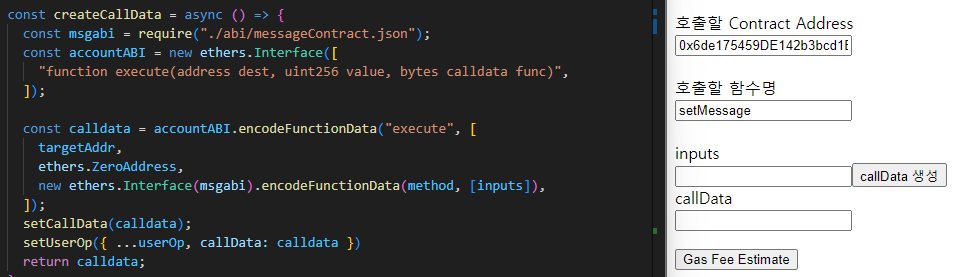 const createCallData = async () => {
const msgabi = require("./abi/messageContract.json");
const accountABI = new ethers.Interface([
"function execute(address dest, uint256 value, bytes calldata func)",
]);
const calldata = accountABI.encodeFunctionData("execute", [
targetAddr,
ethers.ZeroAddress,
new ethers.Interface(msgabi).encodeFunctionData(method, [inputs]),
]);
setCallData(calldata);
setUserOp({ ...userOp, callData: calldata })
return calldata;
호출할 Contract Address
0x6de175459DE142b3bcd1E
호출할 함수명
setMessage
inputs
callData 생성
callData
Gas Fee Estimate